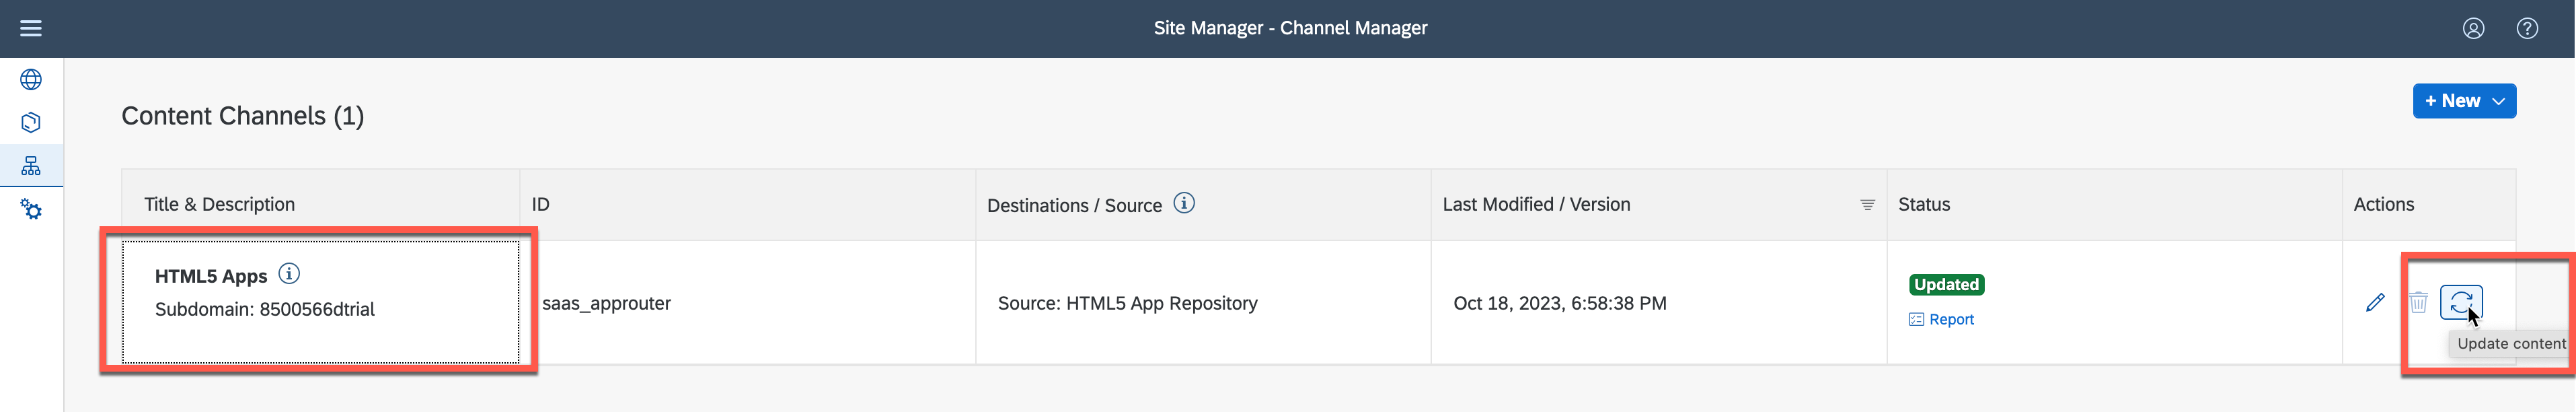 Site Manager - Channel Manager
Content Channels (1)
+ New
Title & Description
ID
Destinations / Source
Last Modified / Version
Status
Actions
HTML5 Apps
Subdomain: 8500566dtrial
saas_approuter
Source: HTML5 App Repository
Oct 18, 2023, 6:58:38 PM
Updated
Report
Update content